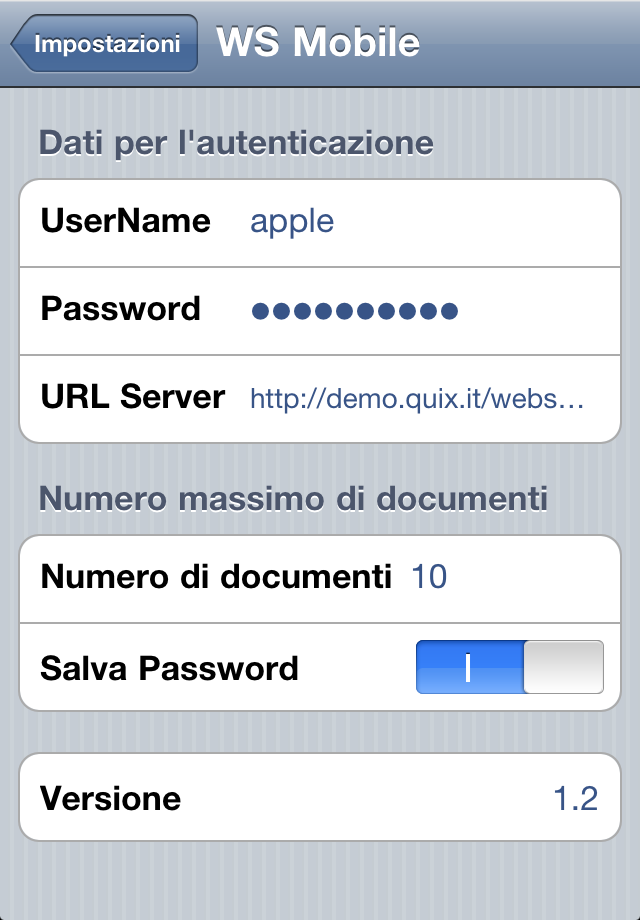 Impostazioni WS Mobile
Dati per l'autenticazione
UserName apple
Password ●●●●●●●●●●
URL Server http://demo.quix.it/webs...
Numero massimo di documenti
Numero di documenti 10
Salva Password
Versione 1.2